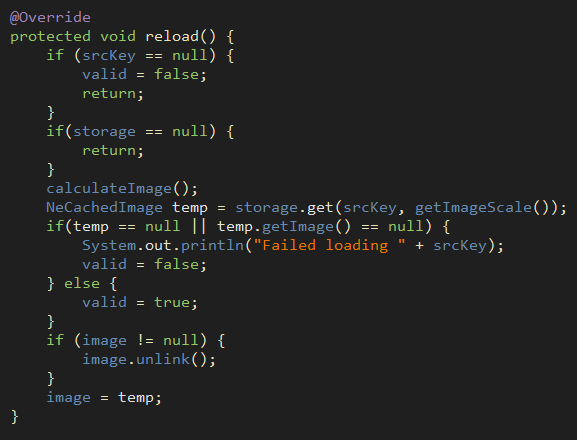 @Override
protected void reload() {
    if (srcKey == null) {
        valid = false;
        return;
    }
    if(storage == null) {
        return;
    }
    calculateImage();
    NeCachedImage temp = storage.get(srcKey, getImageScale());
    if(temp == null || temp.getImage() == null) {
        System.out.println("Failed loading " + srcKey);
        valid = false;
    } else {
        valid = true;
    }
    if (image != null) {
        image.unlink();
    }
    image = temp;
}